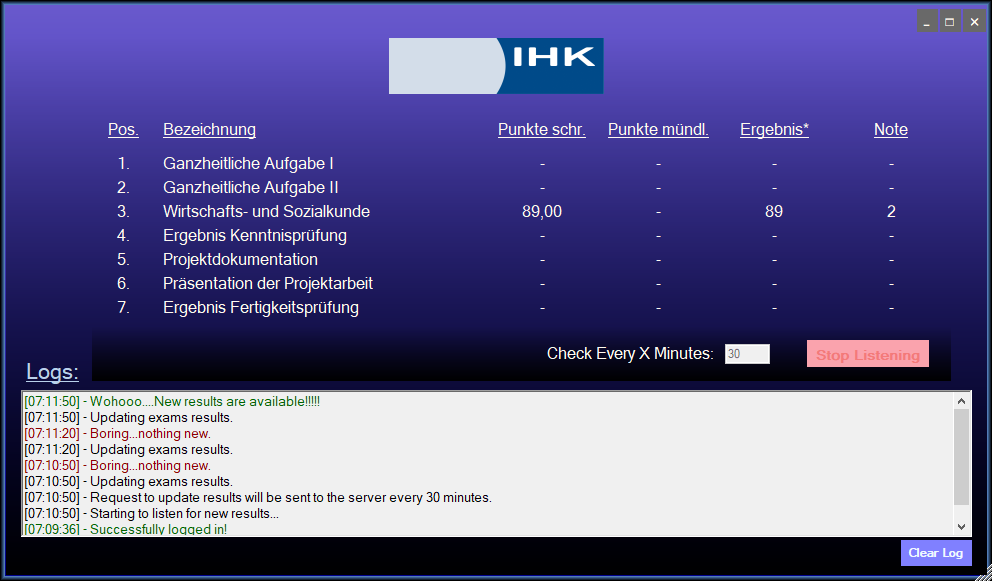 IHK
Pos. Bezeichnung Punkte schr. Punkte mündl. Ergebnis* Note
1. Ganzheitliche Aufgabe I - - - -
2. Ganzheitliche Aufgabe II - - - -
3. Wirtschafts- und Sozialkunde 89,00 - 89 2
4. Ergebnis Kenntnisprüfung - - - -
5. Projektdokumentation - - - -
6. Präsentation der Projektarbeit - - - -
7. Ergebnis Fertigkeitsprüfung - - - -
Check Every X Minutes: 30 Stop Listening
Logs:
[07:11:50] - Wohooo....New results are available!!!!!
[07:11:50] - Updating exams results.
[07:11:20] - Boring...nothing new.
[07:11:20] - Updating exams results.
[07:10:50] - Boring...nothing new.
[07:10:50] - Updating exams results.
[07:10:50] - Request to update results will be sent to the server every 30 minutes.
[07:10:50] - Starting to listen for new results...
[07:09:36] - Successfully logged in!
Clear Log